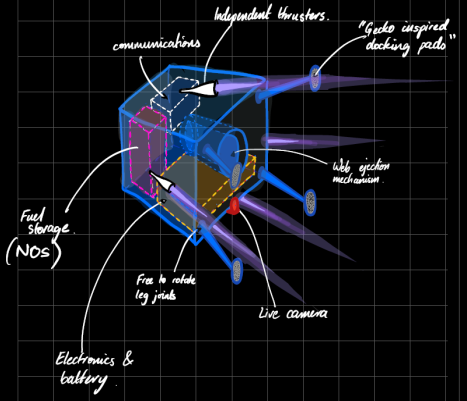 Independent thrusters.
"Gecko inspired
docking pads"
communications
Web ejection
mechanism.
Fuel
storage.
(NOs)
Free to rotate
leg joints
Live camera
Electronics &
battery.